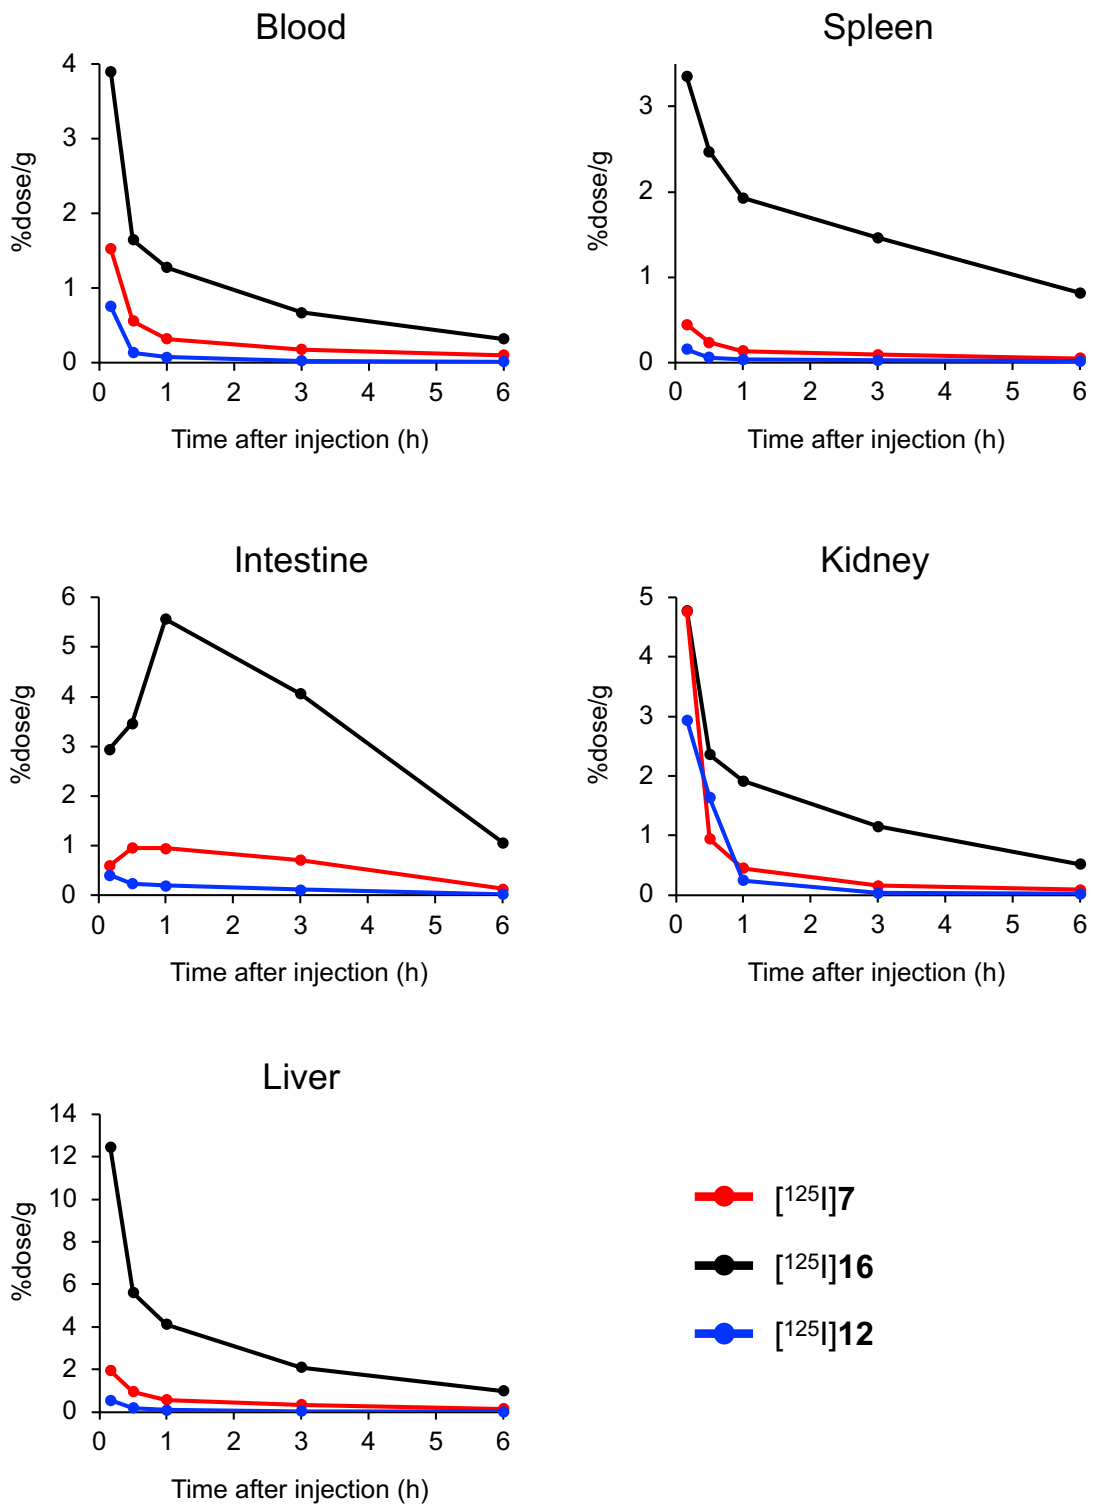 Blood
4
3
2
1
0
%dose/g
0 1 2 3 4 5 6
Time after injection (h)
Spleen
3
2
1
0
%dose/g
0 1 2 3 4 5 6
Time after injection (h)
Intestine
6
5
4
3
2
1
0
%dose/g
0 1 2 3 4 5 6
Time after injection (h)
Kidney
5
4
3
2
1
0
%dose/g
0 1 2 3 4 5 6
Time after injection (h)
Liver
14
12
10
8
6
4
2
0
%dose/g
0 1 2 3 4 5 6
Time after injection (h)
[¹²⁵I]7
[¹²⁵I]16
[¹²⁵I]12